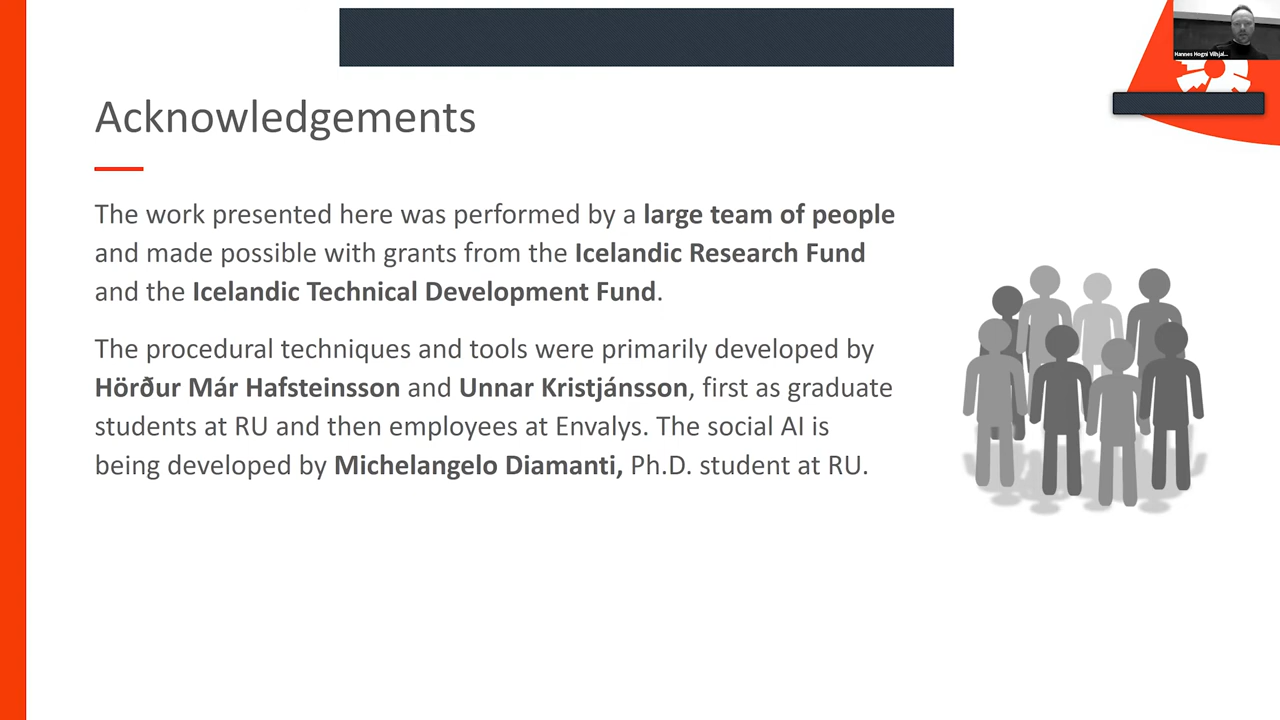 Hannes Hogni Vilhjal...
Acknowledgements
The work presented here was performed by a large team of people
and made possible with grants from the Icelandic Research Fund
and the Icelandic Technical Development Fund.
The procedural techniques and tools were primarily developed by
Hörður Már Hafsteinsson and Unnar Kristjánsson, first as graduate
students at RU and then employees at Envalys. The social AI is
being developed by Michelangelo Diamanti, Ph.D. student at RU.